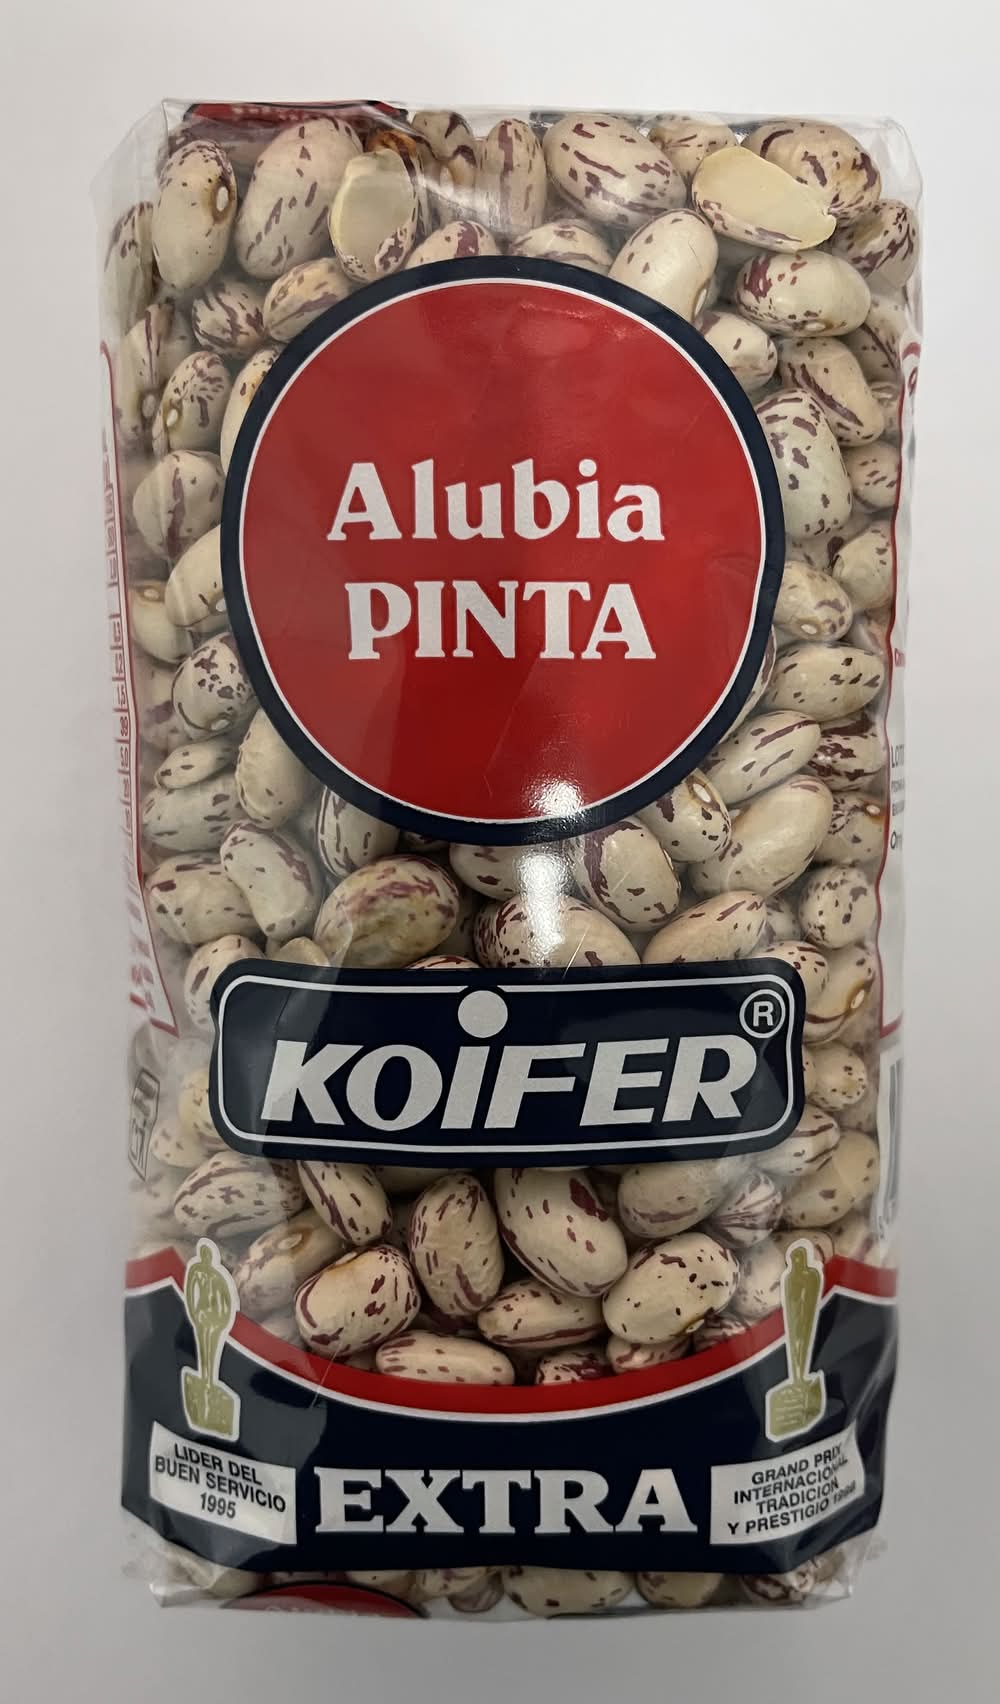 Alubia
PINTA
KOiFER®
LIDER DEL
BUEN SERVICIO
1995
EXTRA
GRAND PRIX
INTERNACIONAL
TRADICION
Y PRESTIGIO